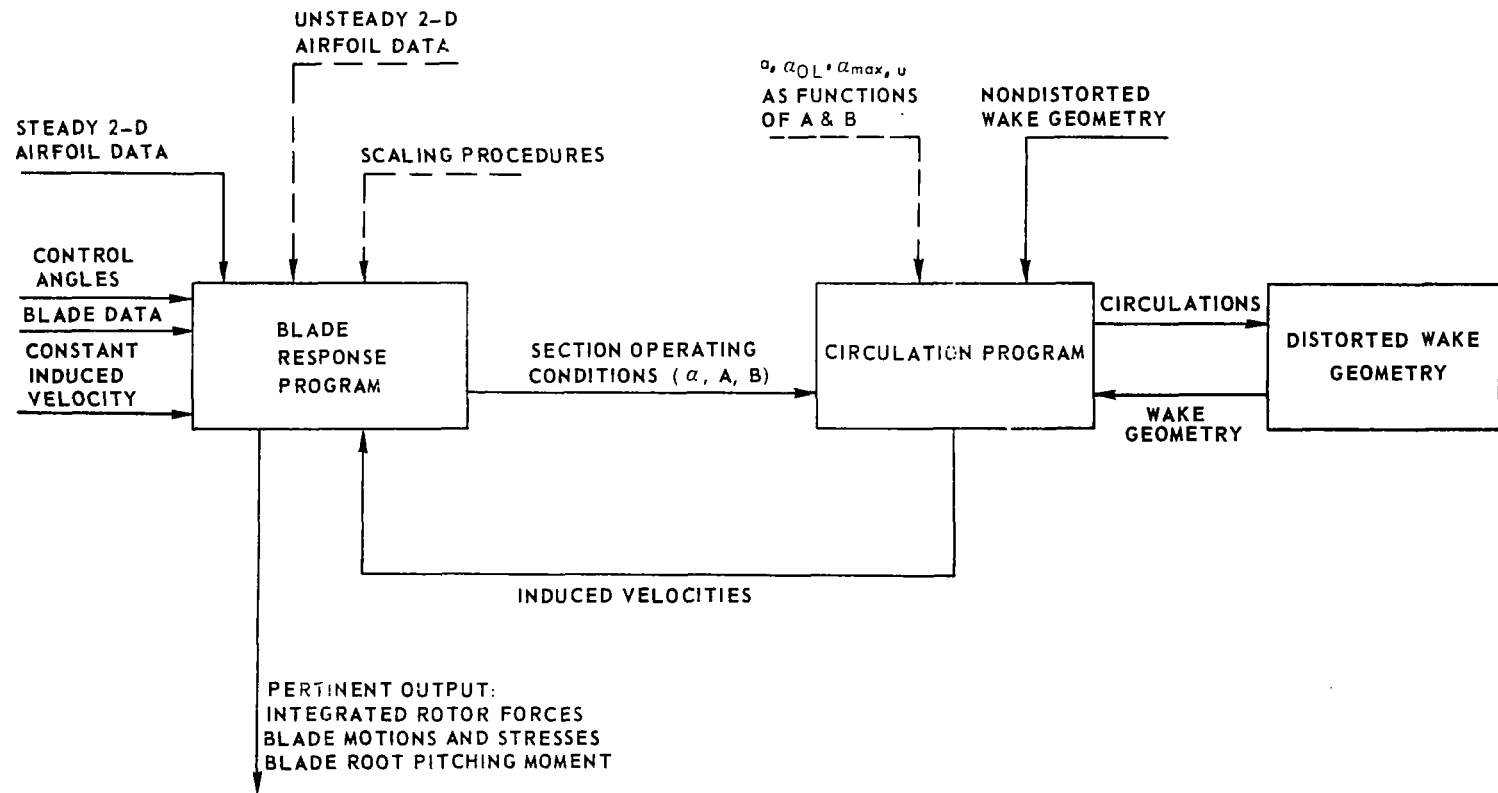 UNSTEADY 2-D
AIRFOIL DATA
STEADY 2-D
AIRFOIL DATA
SCALING PROCEDURES
a, αOL, αmax, u
AS FUNCTIONS
OF A & B
NONDISTORTED
WAKE GEOMETRY
CONTROL
ANGLES
BLADE DATA
CONSTANT
INDUCED
VELOCITY
BLADE
RESPONSE
PROGRAM
SECTION OPERATING
CONDITIONS (α, A, B)
CIRCULATION PROGRAM
CIRCULATIONS
WAKE
GEOMETRY
DISTORTED WAKE
GEOMETRY
INDUCED VELOCITIES
PERTINENT OUTPUT:
INTEGRATED ROTOR FORCES
BLADE MOTIONS AND STRESSES
BLADE ROOT PITCHING MOMENT